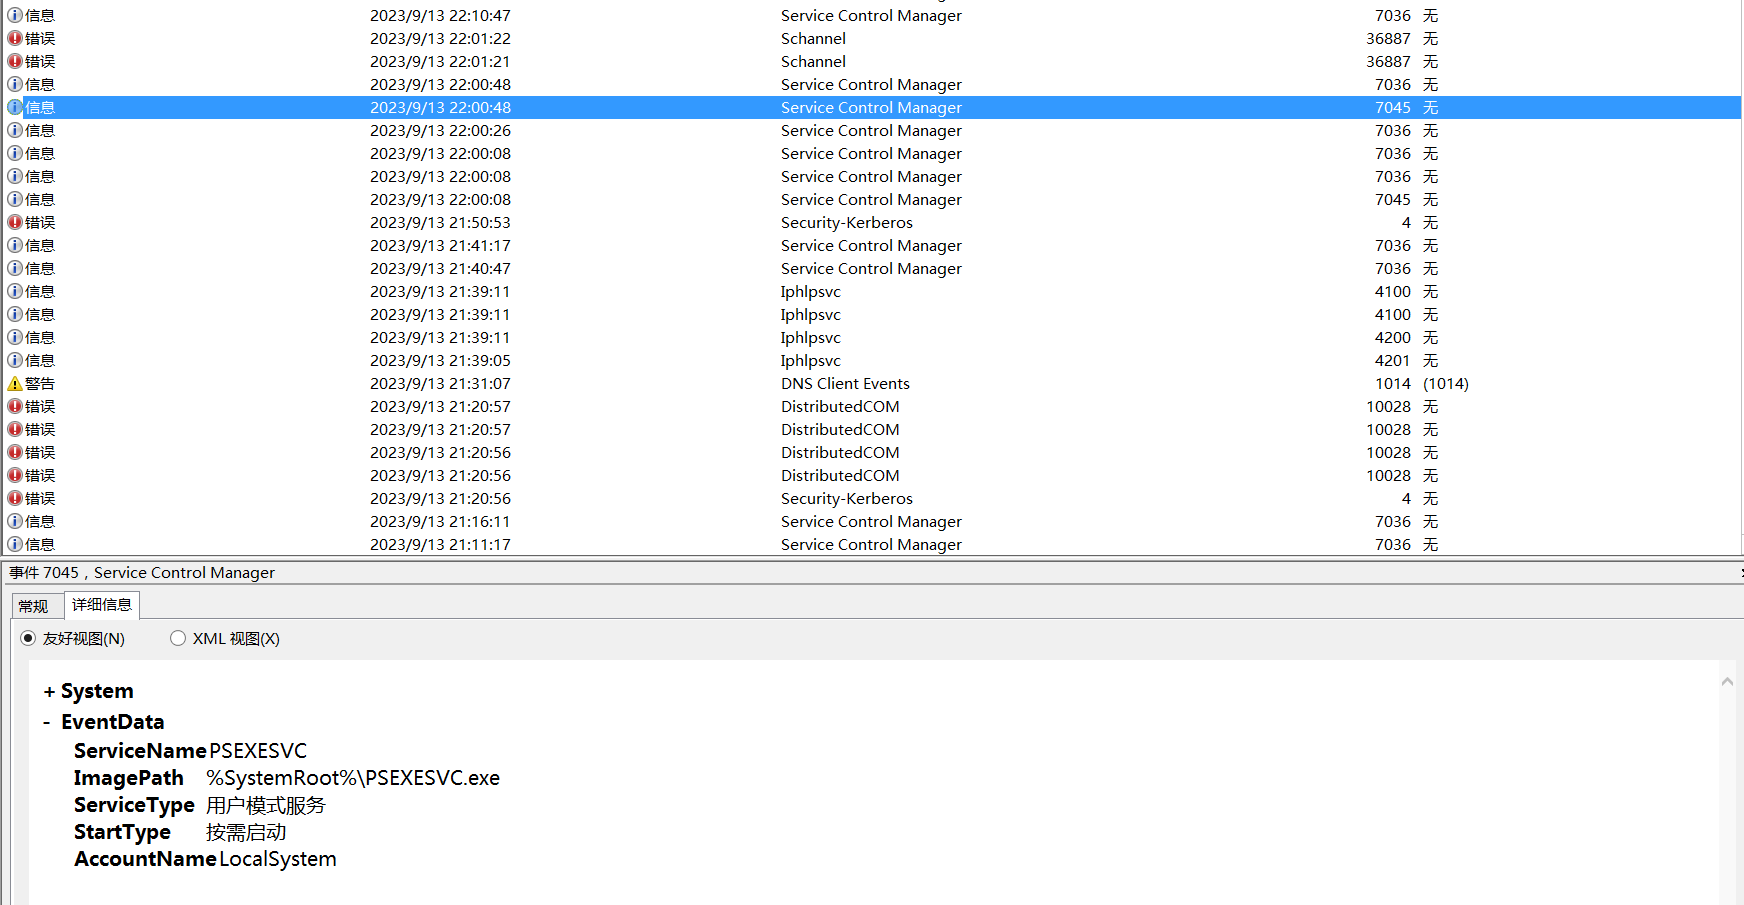 信息 2023/9/13 22:10:47 Service Control Manager 7036 无
错误 2023/9/13 22:01:22 Schannel 36887 无
错误 2023/9/13 22:01:21 Schannel 36887 无
信息 2023/9/13 22:00:48 Service Control Manager 7036 无
信息 2023/9/13 22:00:48 Service Control Manager 7045 无
信息 2023/9/13 22:00:26 Service Control Manager 7036 无
信息 2023/9/13 22:00:08 Service Control Manager 7036 无
信息 2023/9/13 22:00:08 Service Control Manager 7036 无
信息 2023/9/13 22:00:08 Service Control Manager 7045 无
错误 2023/9/13 21:50:53 Security-Kerberos 4 无
信息 2023/9/13 21:41:17 Service Control Manager 7036 无
信息 2023/9/13 21:40:47 Service Control Manager 7036 无
信息 2023/9/13 21:39:11 Iphlpsvc 4100 无
信息 2023/9/13 21:39:11 Iphlpsvc 4100 无
信息 2023/9/13 21:39:11 Iphlpsvc 4200 无
信息 2023/9/13 21:39:05 Iphlpsvc 4201 无
警告 2023/9/13 21:31:07 DNS Client Events 1014 (1014)
错误 2023/9/13 21:20:57 DistributedCOM 10028 无
错误 2023/9/13 21:20:57 DistributedCOM 10028 无
错误 2023/9/13 21:20:56 DistributedCOM 10028 无
错误 2023/9/13 21:20:56 DistributedCOM 10028 无
错误 2023/9/13 21:20:56 Security-Kerberos 4 无
信息 2023/9/13 21:16:11 Service Control Manager 7036 无
信息 2023/9/13 21:11:17 Service Control Manager 7036 无
事件 7045，Service Control Manager
常规 详细信息
友好视图(N) XML 视图(X)
+ System
- EventData
ServiceName PSEXESVC
ImagePath %SystemRoot%\PSEXESVC.exe
ServiceType 用户模式服务
StartType 按需启动
AccountName LocalSystem